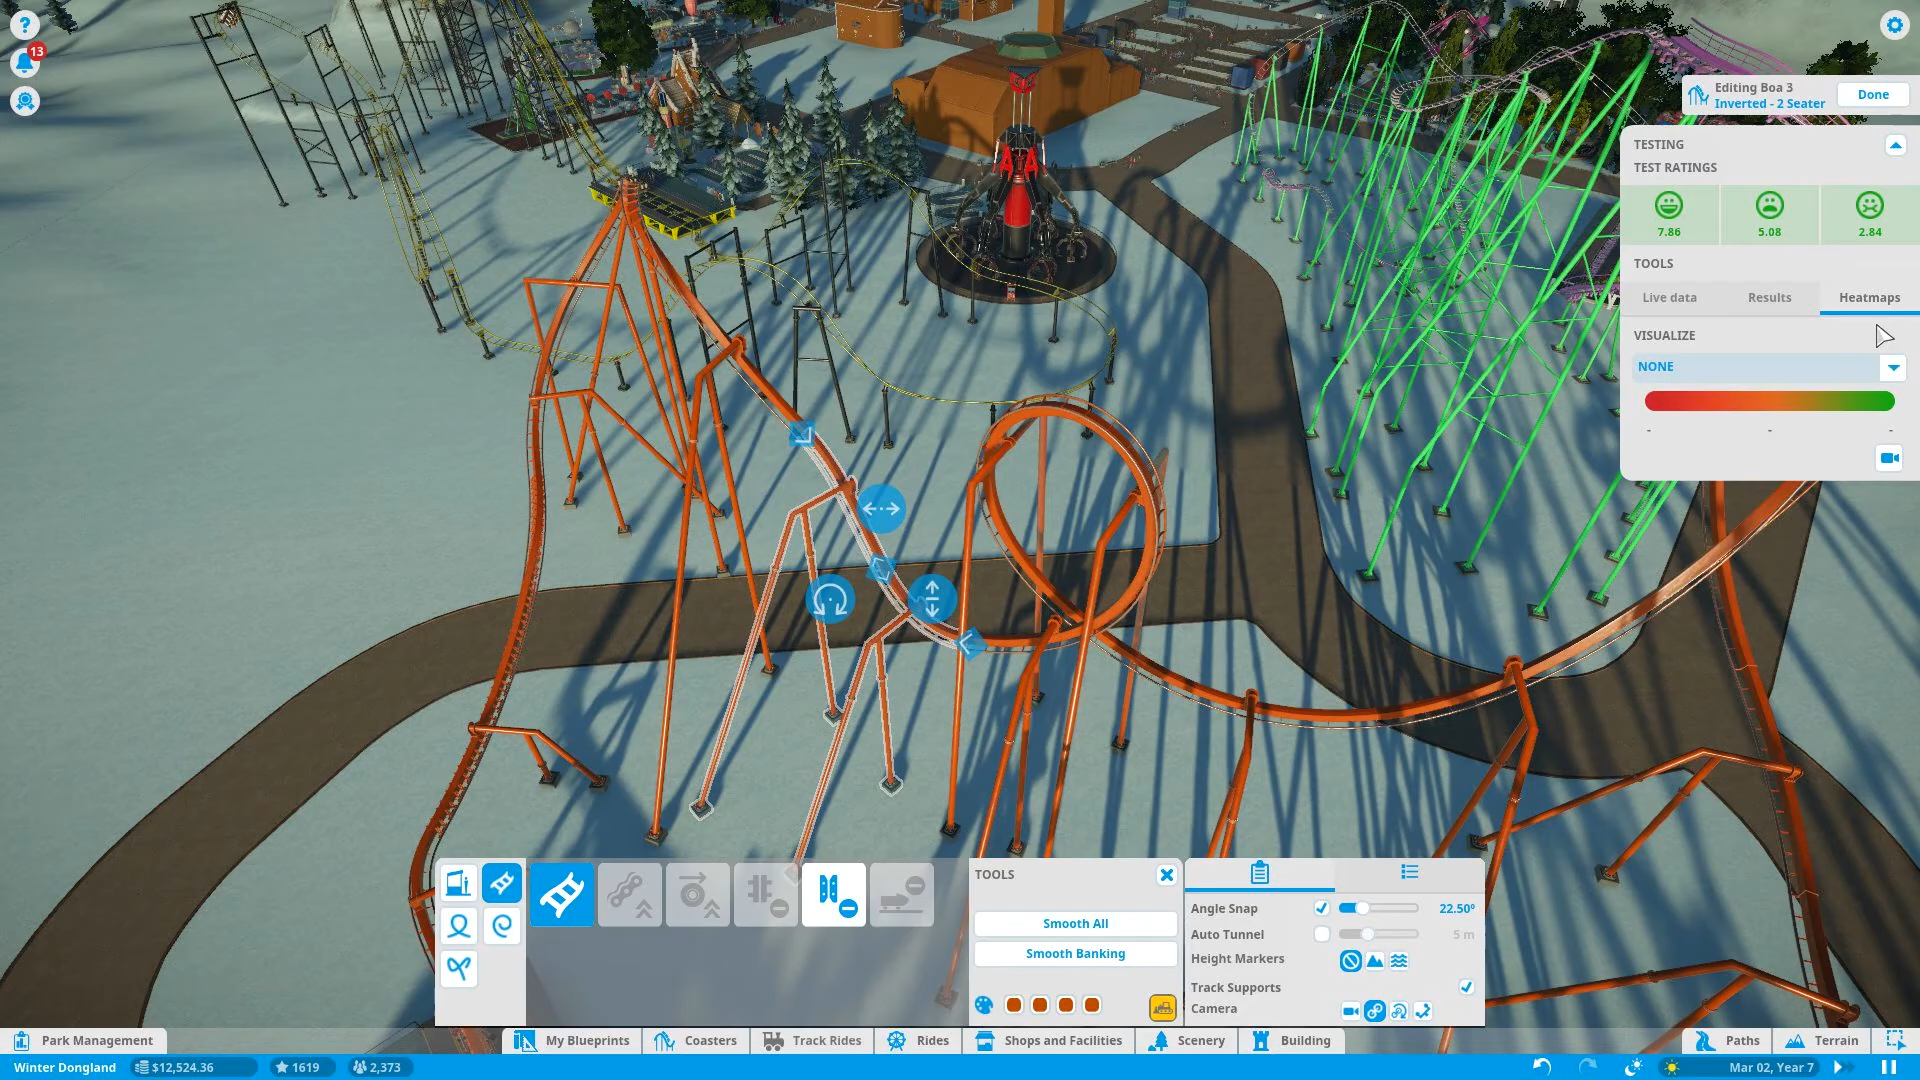 ?
13
Editing Boa 3
Inverted - 2 Seater
Done
TESTING
TEST RATINGS
7.86
5.08
2.84
TOOLS
Live data
Results
Heatmaps
VISUALIZE
NONE
-
-
-
TOOLS
Smooth All
Smooth Banking
Angle Snap
22.50°
Auto Tunnel
5 m
Height Markers
Track Supports
Camera
Park Management
My Blueprints
Coasters
Track Rides
Rides
Shops and Facilities
Scenery
Building
Paths
Terrain
Winter Dongland
$12,524.36
1619
2,373
Mar 02, Year 7